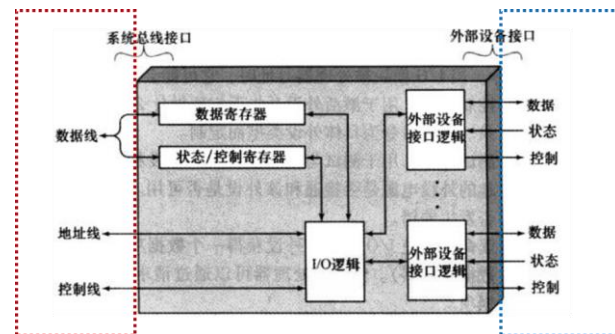 系统总线接口
外部设备接口
数据寄存器
数据线
状态/控制寄存器
地址线
控制线
I/O逻辑
外部设备
接口逻辑
数据
状态
控制
外部设备
接口逻辑
数据
状态
控制